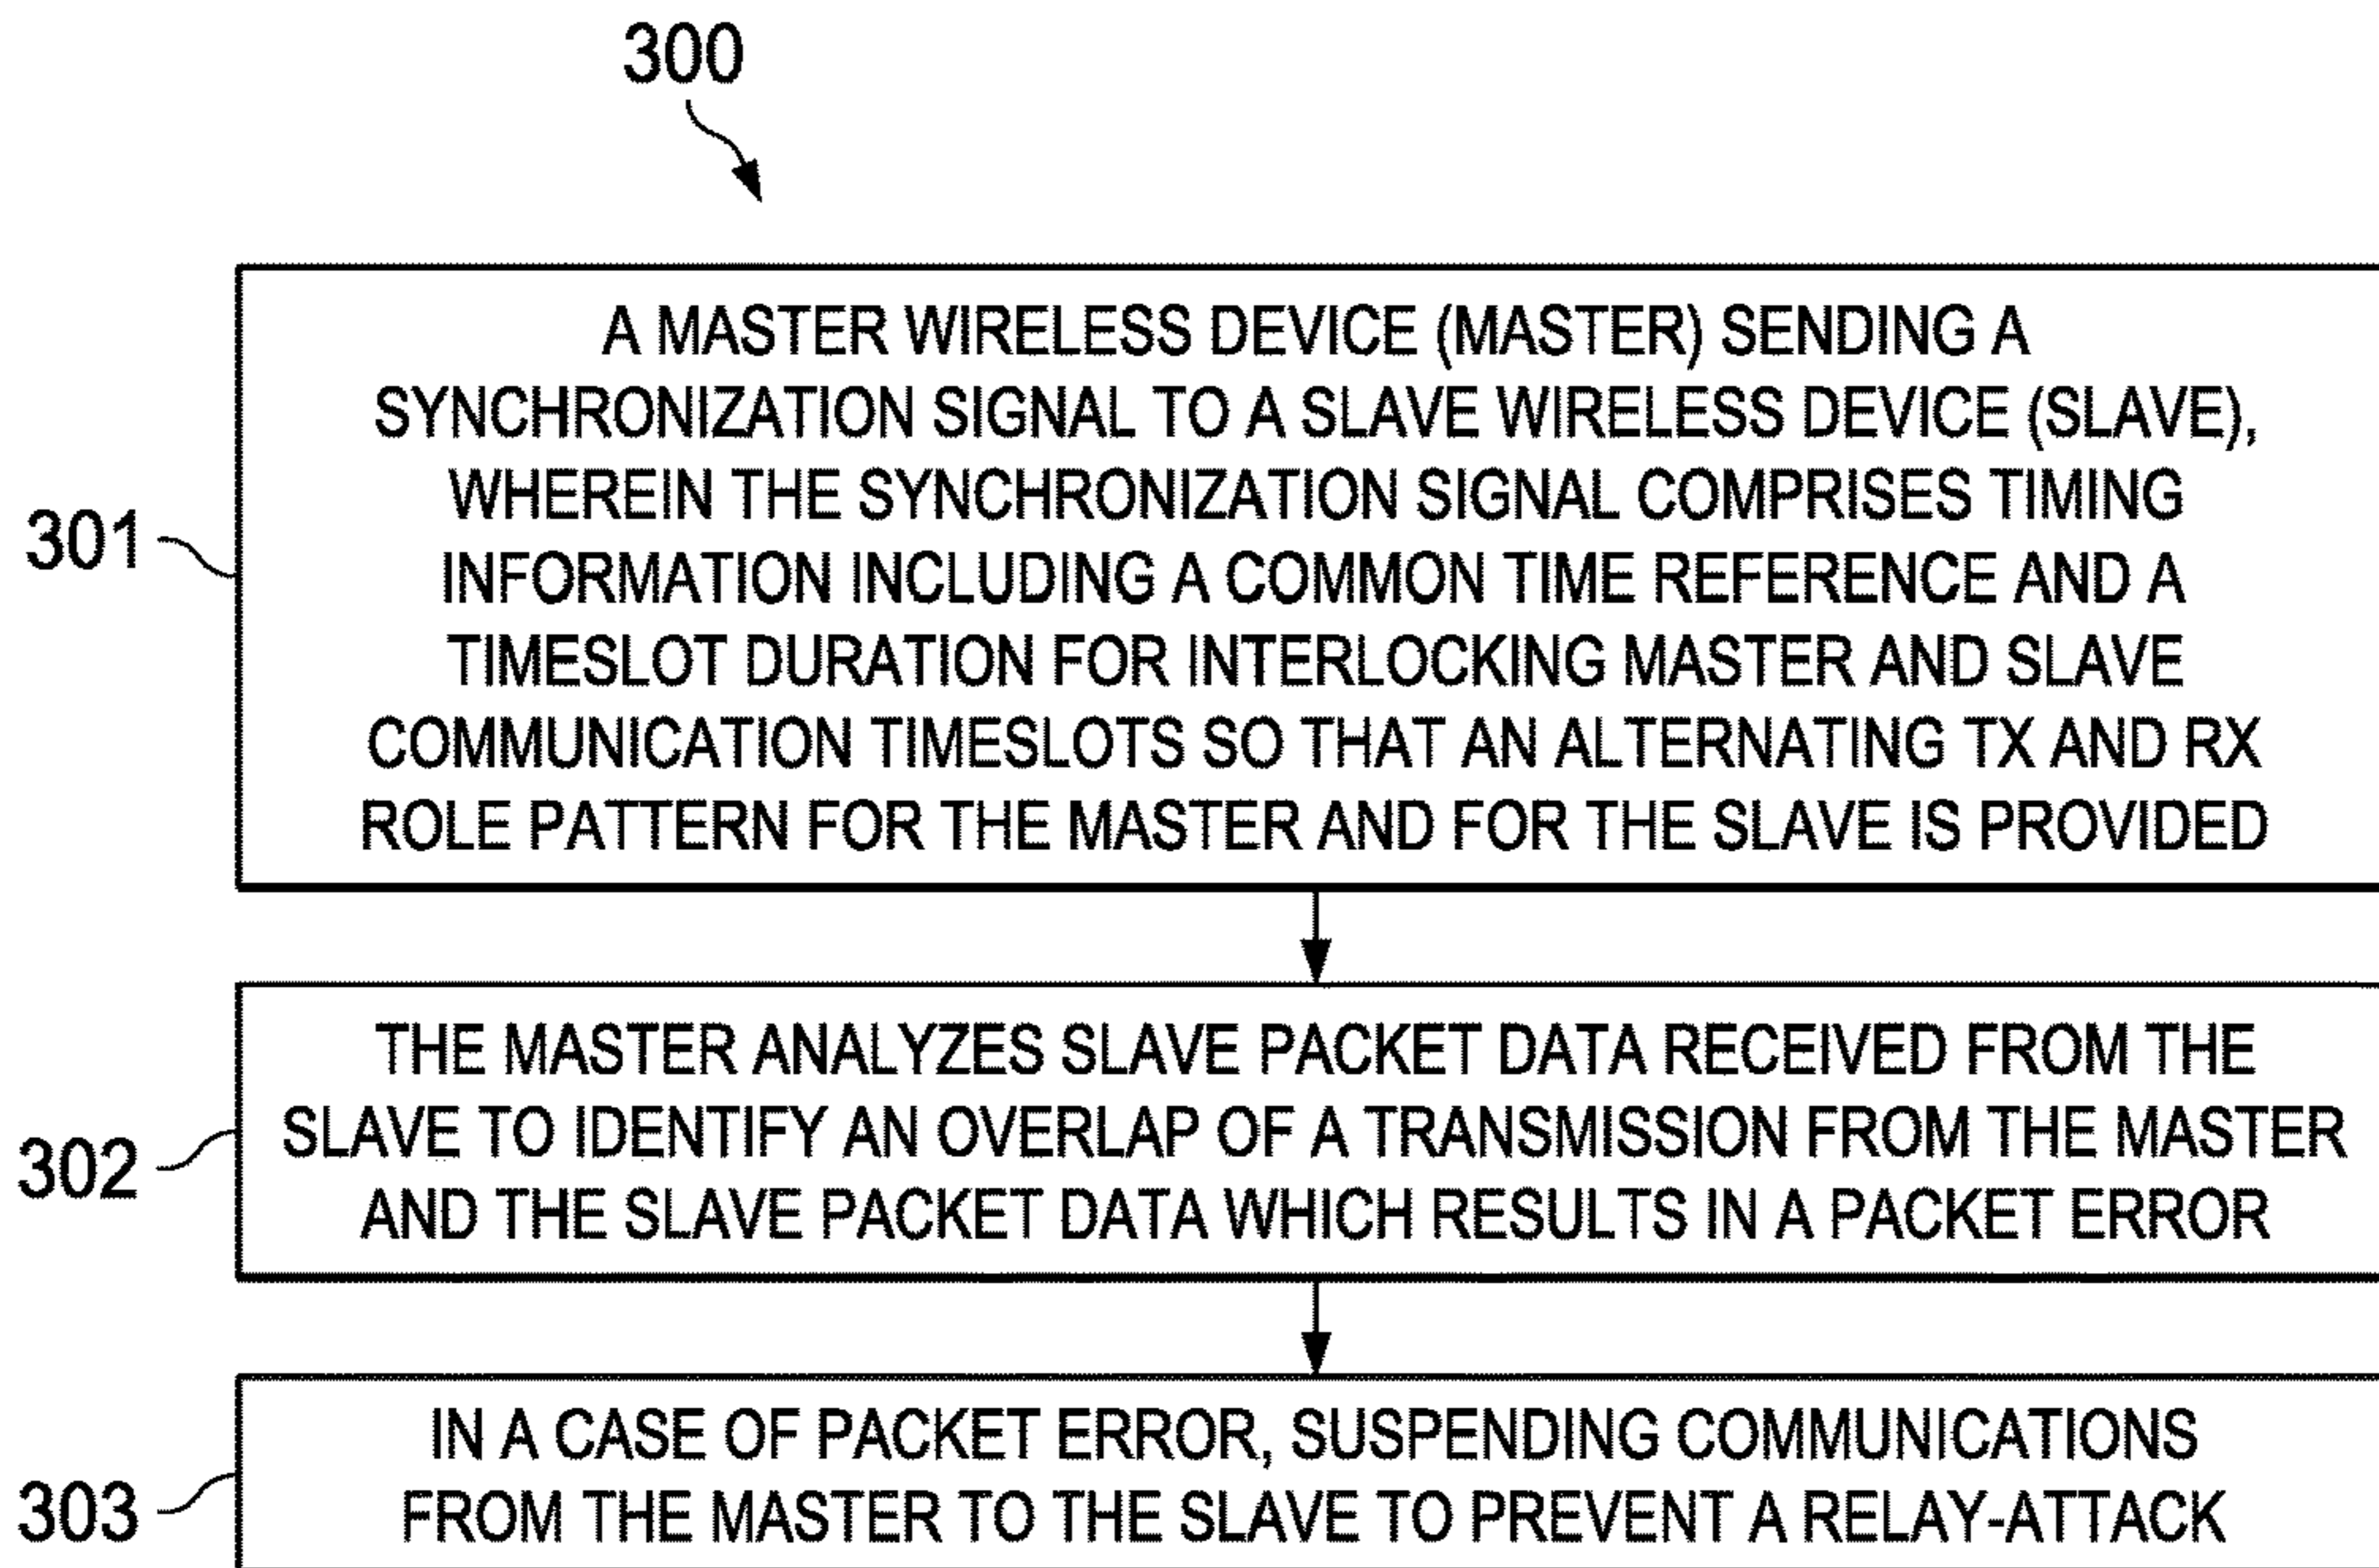 300
301
A MASTER WIRELESS DEVICE (MASTER) SENDING A
SYNCHRONIZATION SIGNAL TO A SLAVE WIRELESS DEVICE (SLAVE),
WHEREIN THE SYNCHRONIZATION SIGNAL COMPRISES TIMING
INFORMATION INCLUDING A COMMON TIME REFERENCE AND A
TIMESLOT DURATION FOR INTERLOCKING MASTER AND SLAVE
COMMUNICATION TIMESLOTS SO THAT AN ALTERNATING TX AND RX
ROLE PATTERN FOR THE MASTER AND FOR THE SLAVE IS PROVIDED
302
THE MASTER ANALYZES SLAVE PACKET DATA RECEIVED FROM THE
SLAVE TO IDENTIFY AN OVERLAP OF A TRANSMISSION FROM THE MASTER
AND THE SLAVE PACKET DATA WHICH RESULTS IN A PACKET ERROR
303
IN A CASE OF PACKET ERROR, SUSPENDING COMMUNICATIONS
FROM THE MASTER TO THE SLAVE TO PREVENT A RELAY-ATTACK